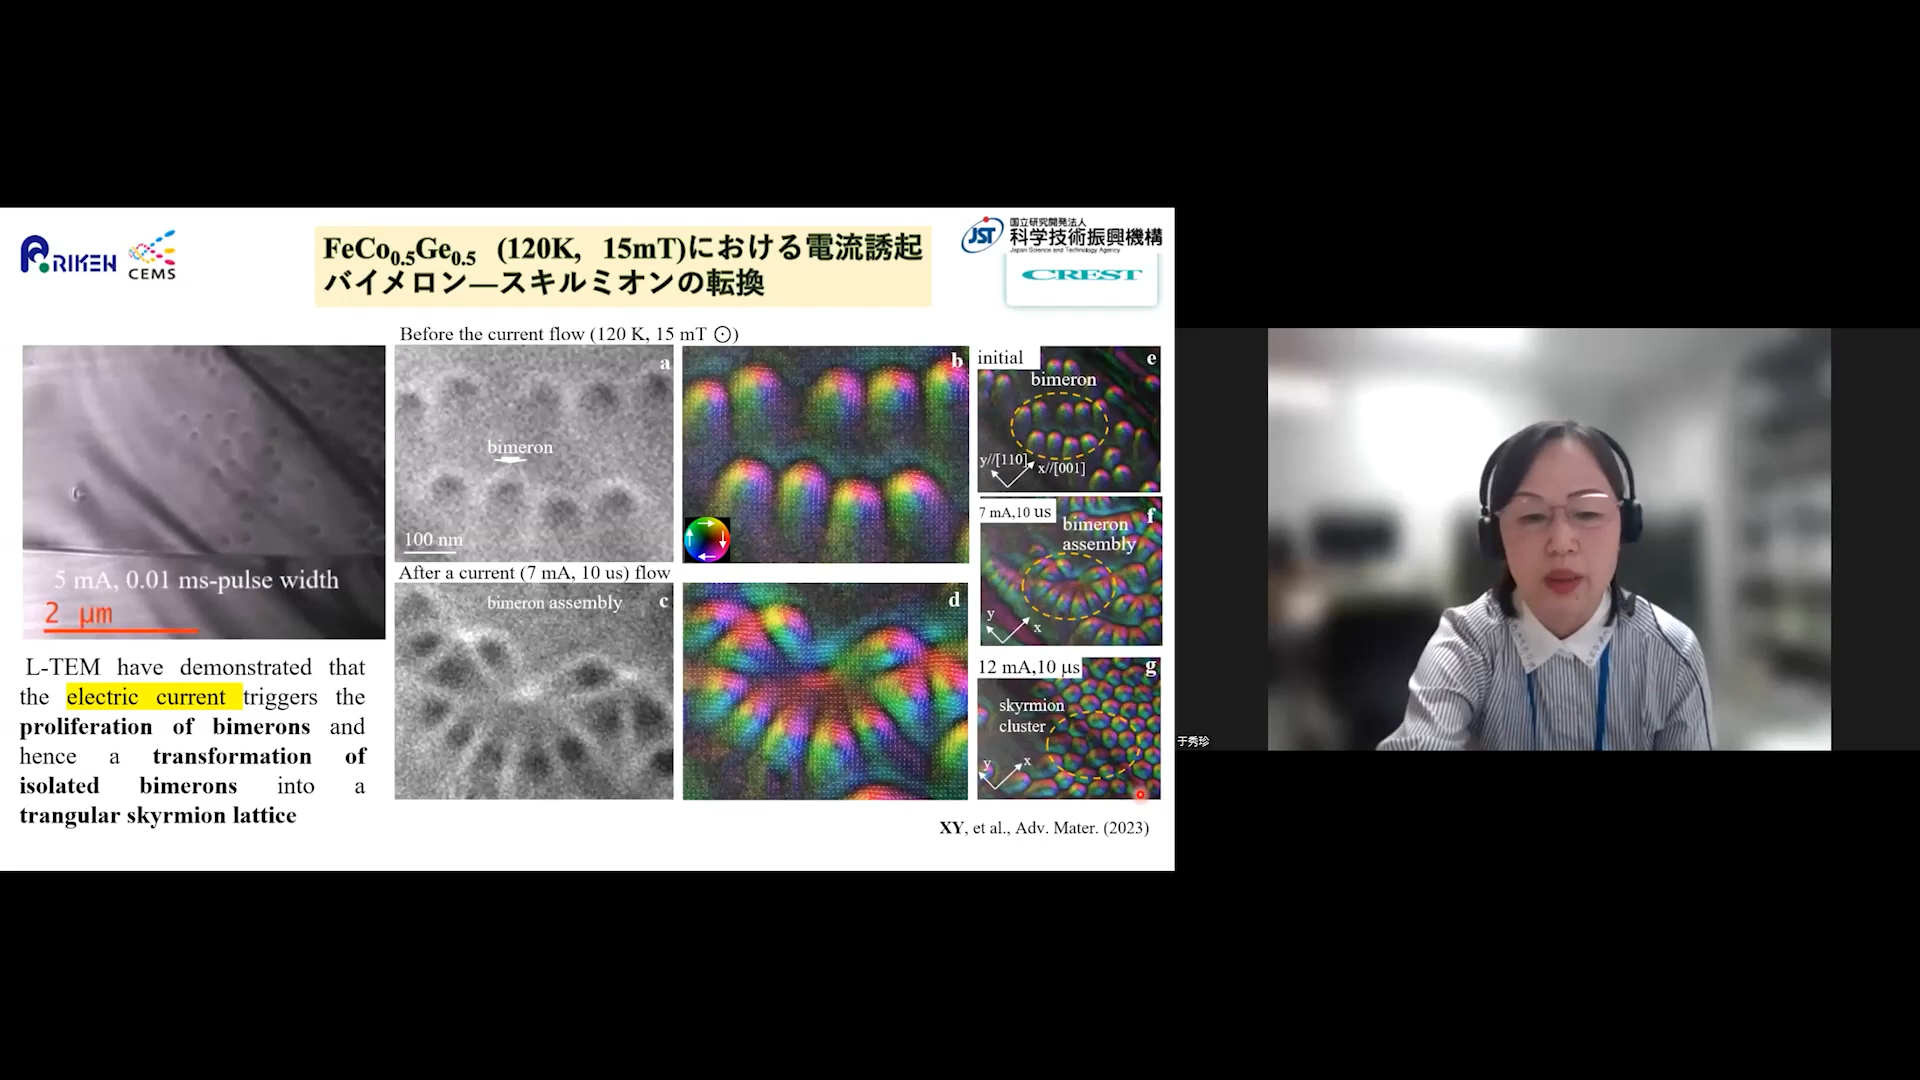 RIKEN
CEMS
FeCo0.5Ge0.5 (120K, 15mT)における電流誘起
バイメロン―スキルミオンの転換
JST
国立研究開発法人
科学技術振興機構
Japan Science and Technology Agency
CREST
5 mA, 0.01 ms-pulse width
2 µm
L-TEM have demonstrated that
the electric current triggers the
proliferation of bimerons and
hence a transformation of
isolated bimerons into a
trangular skyrmion lattice
Before the current flow (120 K, 15 mT ⊙)
a
bimeron
100 nm
b
After a current (7 mA, 10 us) flow
bimeron assembly
c
d
initial
e
bimeron
y//[110]
x//[001]
7 mA,10 us
f
bimeron
assembly
y
x
12 mA,10 µs
g
skyrmion
cluster
y
x
XY, et al., Adv. Mater. (2023)
于秀珍